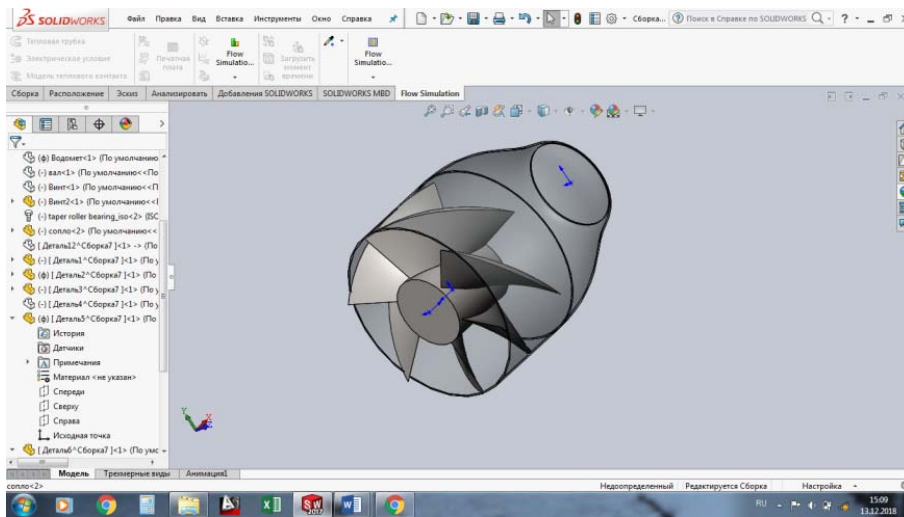 SOLIDWORKS Файл Правка Вид Вставка Инструменты Окно Справка Сборка... Поиск в Справке по SOLIDWORKS
Тепловая трубка
Электрическое условие
Модель теплового контакта
Печатная плата
Flow Simulatio...
Загрузить момент времени
Flow Simulatio...
Сборка Расположение Эскиз Анализировать Добавления SOLIDWORKS SOLIDWORKS MBD Flow Simulation
(ф) Водомет<1> (По умолчанию
(-) вал<1> (По умолчанию<<По
(-) Винт<1> (По умолчанию<<П
(-) Винт2<1> (По умолчанию<<
(-) taper roller bearing_iso<2> (ISC
(-) сопло<2> (По умолчанию<<
[ Деталь12^Сборка7 ]<1> -> (По
(-) [ Деталь1^Сборка7 ]<1> (По у
(ф) [ Деталь2^Сборка7 ]<1> (По
(-) [ Деталь3^Сборка7 ]<1> (По у
(-) [ Деталь4^Сборка7 ]<1> (По у
(ф) [ Деталь5^Сборка7 ]<1> (По
История
Датчики
Примечания
Материал <не указан>
Спереди
Сверху
Справа
Исходная точка
[ Деталь6^Сборка7 ]<1> (По умс
Модель Трехмерные виды Анимация1
сопло<2> Недоопределенный Редактируется Сборка Настройка
RU 15:09
13.12.2018